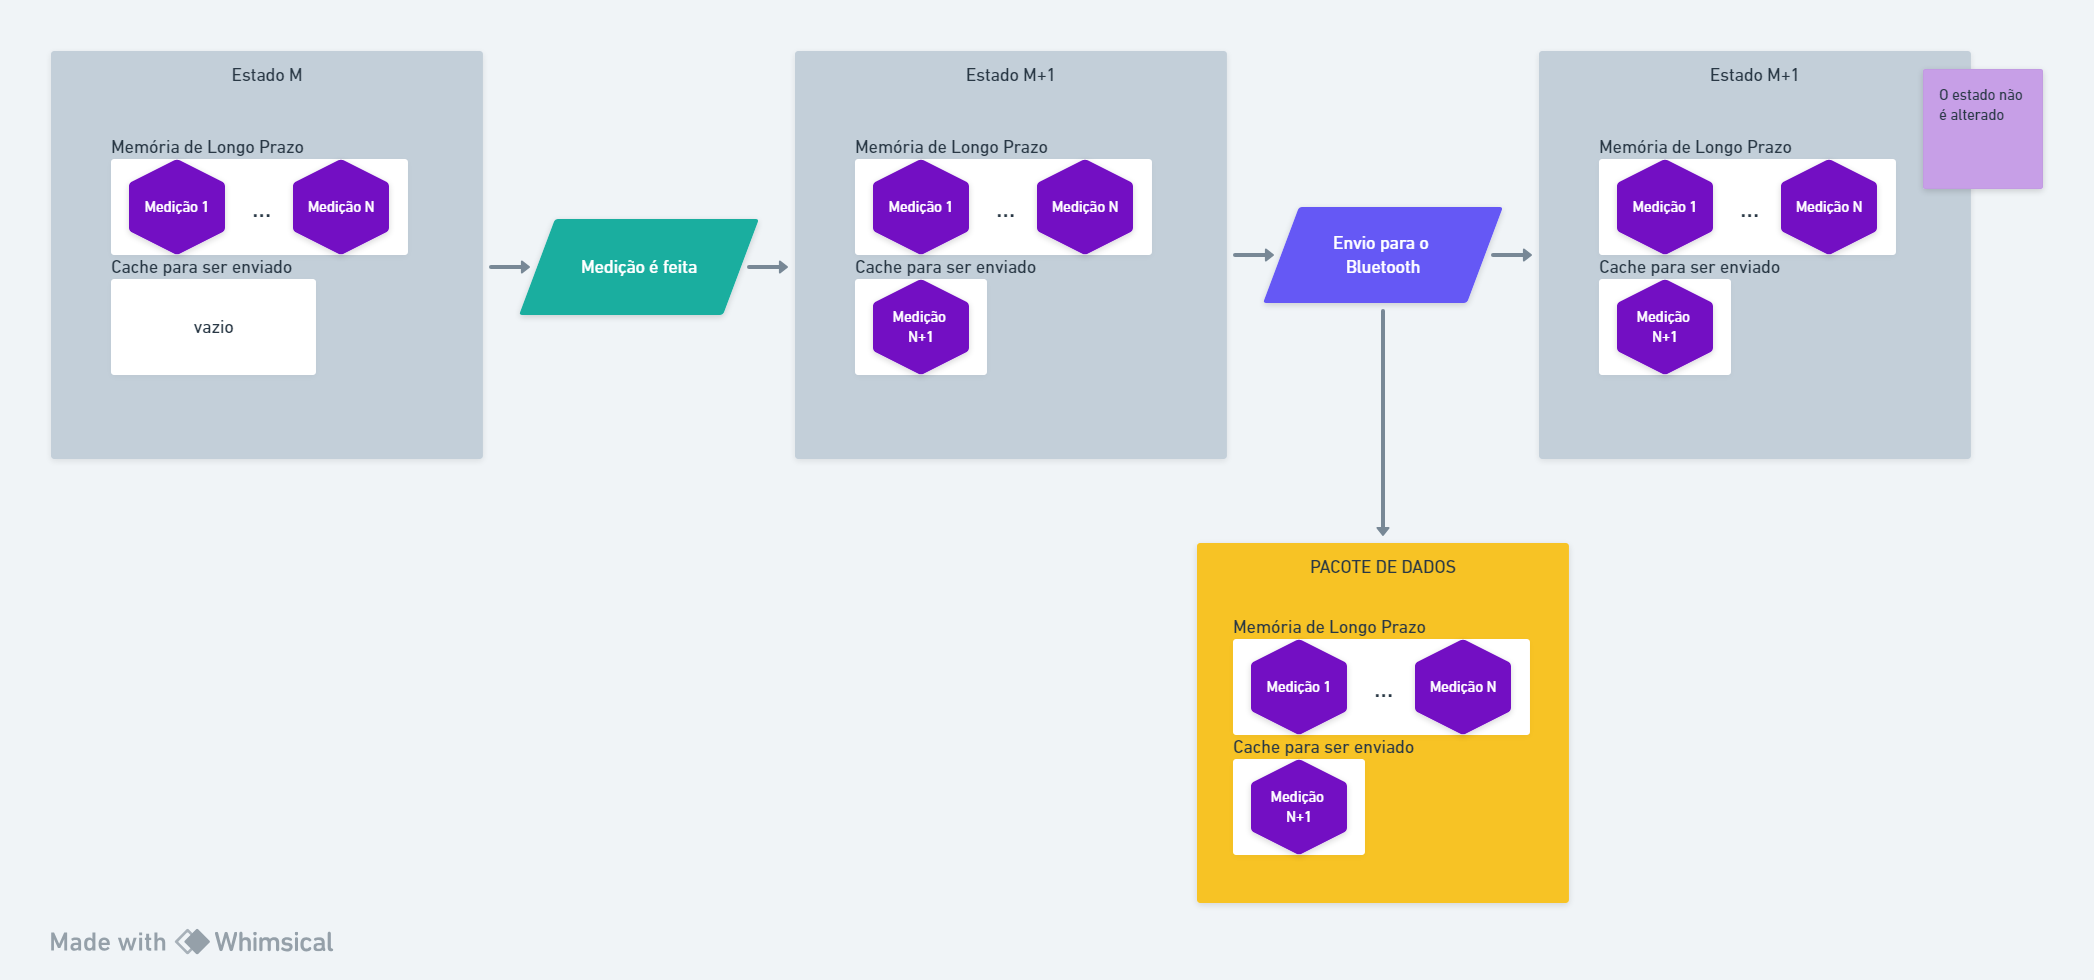 Estado M
Memória de Longo Prazo
Medição 1
...
Medição N
Cache para ser enviado
vazio
Medição é feita
Estado M+1
Memória de Longo Prazo
Medição 1
...
Medição N
Cache para ser enviado
Medição
N+1
Envio para o
Bluetooth
Estado M+1
O estado não
é alterado
Memória de Longo Prazo
Medição 1
...
Medição N
Cache para ser enviado
Medição
N+1
PACOTE DE DADOS
Memória de Longo Prazo
Medição 1
...
Medição N
Cache para ser enviado
Medição
N+1
Made with Whimsical